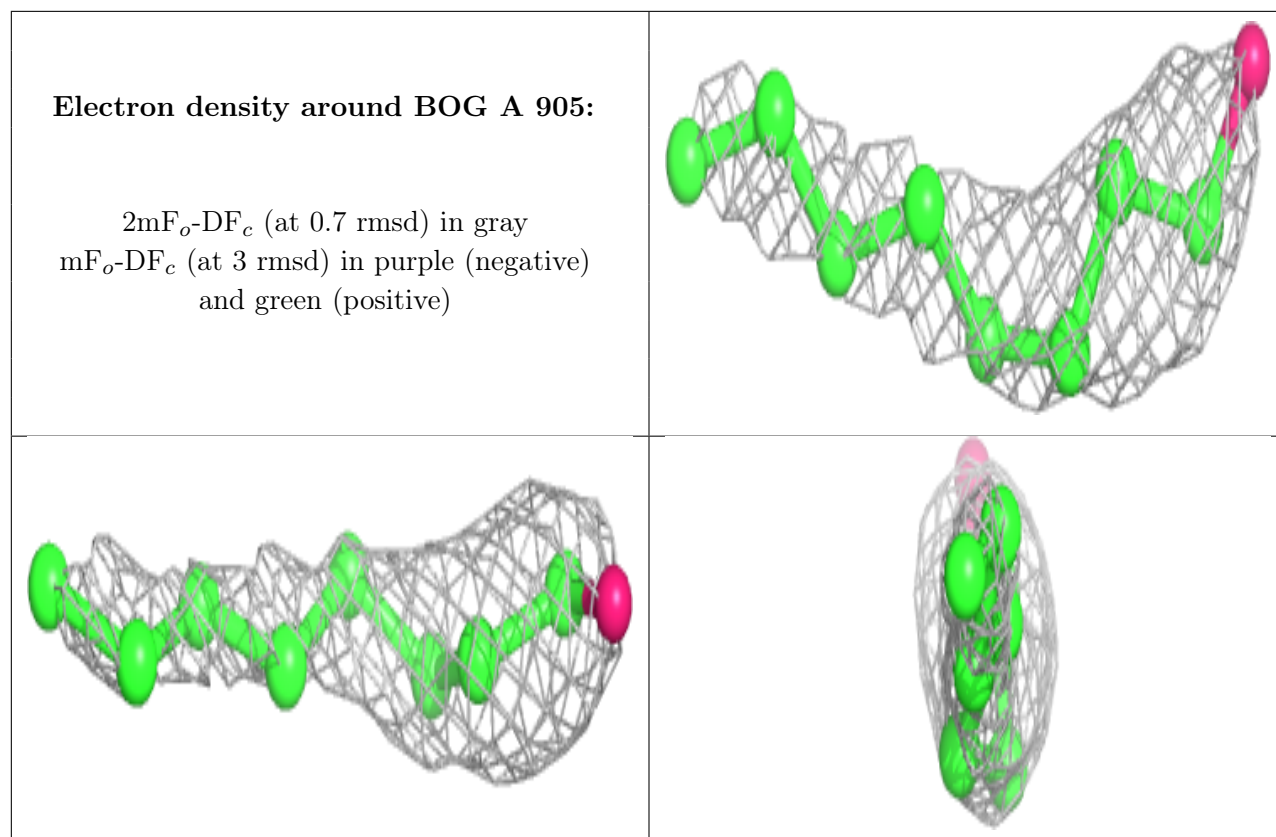 Electron density around BOG A 905:
2mFo-DFc (at 0.7 rmsd) in gray
mFo-DFc (at 3 rmsd) in purple (negative)
and green (positive)